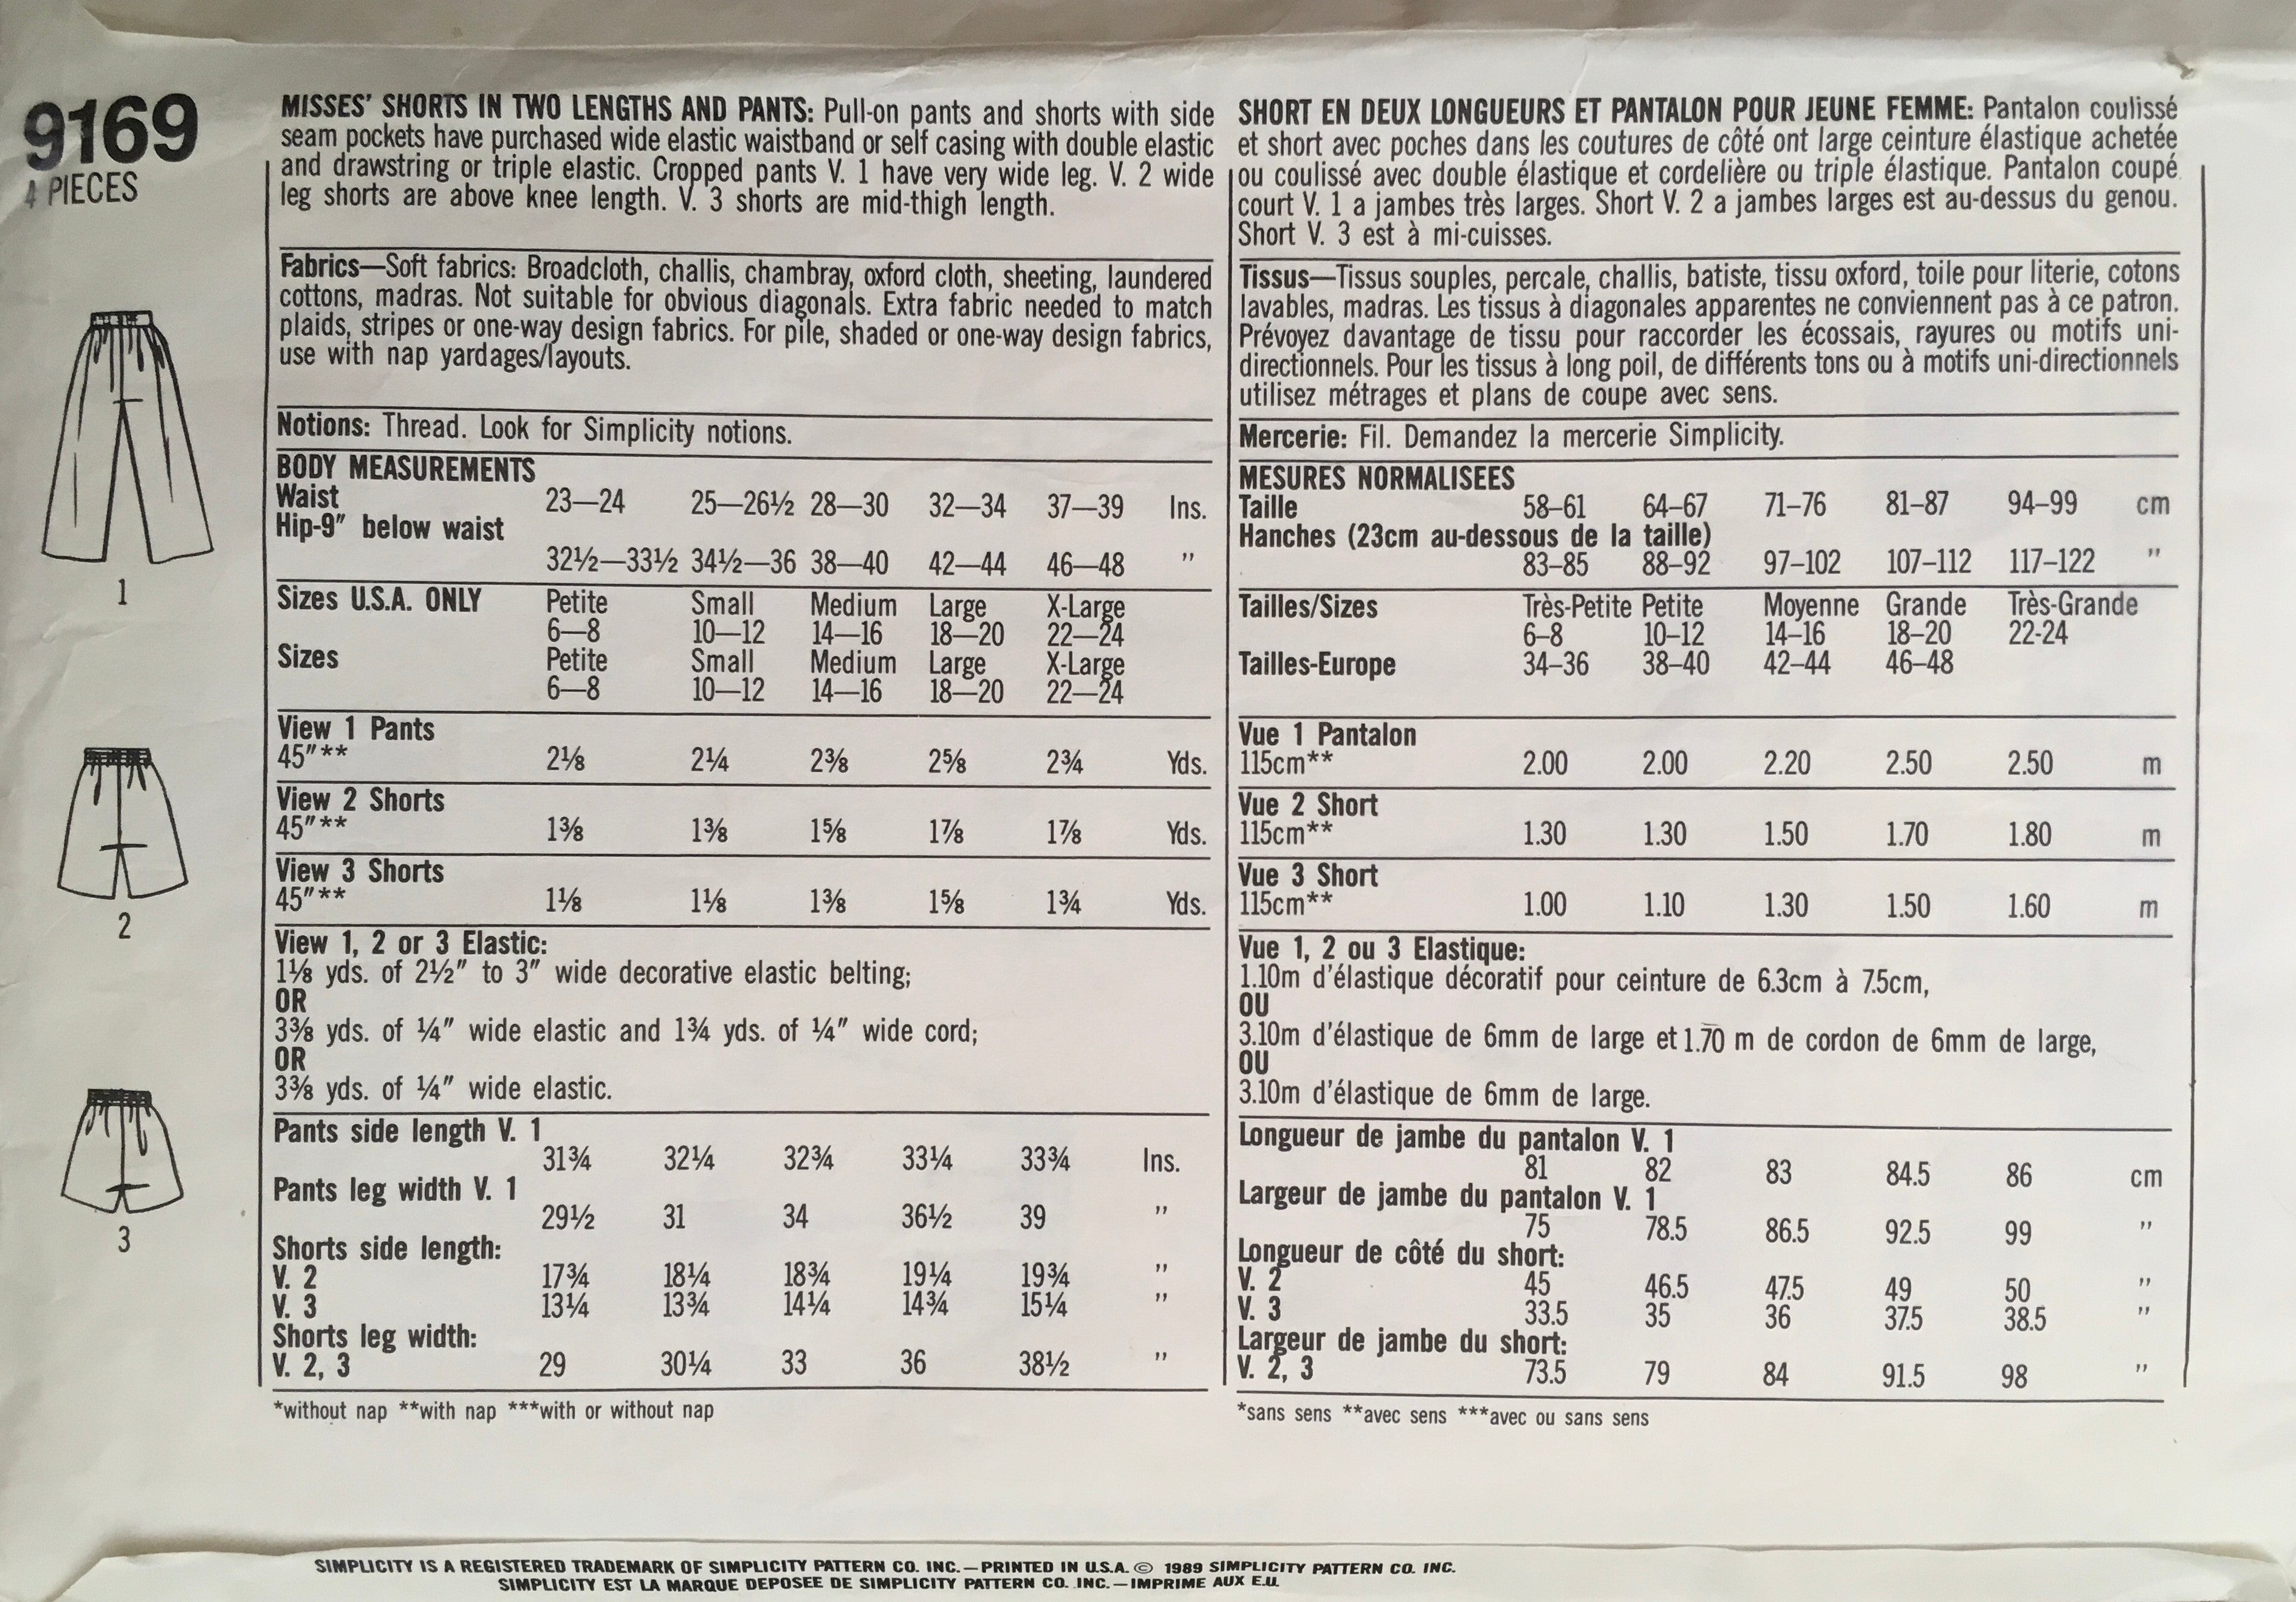 9169
4 PIECES
1
2
3
MISSES' SHORTS IN TWO LENGTHS AND PANTS: Pull-on pants and shorts with side
seam pockets have purchased wide elastic waistband or self casing with double elastic
and drawstring or triple elastic. Cropped pants V. 1 have very wide leg. V. 2 wide
leg shorts are above knee length. V. 3 shorts are mid-thigh length.
Fabrics—Soft fabrics: Broadcloth, challis, chambray, oxford cloth, sheeting, laundered
cottons, madras. Not suitable for obvious diagonals. Extra fabric needed to match
plaids, stripes or one-way design fabrics. For pile, shaded or one-way design fabrics,
use with nap yardages/layouts.
Notions: Thread. Look for Simplicity notions.
BODY MEASUREMENTS
Waist 23—24 25—26½ 28—30 32—34 37—39 Ins.
Hip-9" below waist
32½—33½ 34½—36 38—40 42—44 46—48 "
Sizes U.S.A. ONLY Petite Small Medium Large X-Large
6—8 10—12 14—16 18—20 22—24
Sizes Petite Small Medium Large X-Large
6—8 10—12 14—16 18—20 22—24
View 1 Pants
45"** 2⅛ 2¼ 2⅜ 2⅝ 2¾ Yds.
View 2 Shorts
45"** 1⅜ 1⅜ 1⅝ 1⅞ 1⅞ Yds.
View 3 Shorts
45"** 1⅛ 1⅛ 1⅜ 1⅝ 1¾ Yds.
View 1, 2 or 3 Elastic:
1⅛ yds. of 2½" to 3" wide decorative elastic belting;
OR
3⅜ yds. of ¼" wide elastic and 1¾ yds. of ¼" wide cord;
OR
3⅜ yds. of ¼" wide elastic.
Pants side length V. 1
31¾ 32¼ 32¾ 33¼ 33¾ Ins.
Pants leg width V. 1
29½ 31 34 36½ 39 "
Shorts side length:
V. 2 17¾ 18¼ 18¾ 19¼ 19¾ "
V. 3 13¼ 13¾ 14¼ 14¾ 15¼ "
Shorts leg width:
V. 2, 3 29 30¼ 33 36 38½ "
*without nap **with nap ***with or without nap
SHORT EN DEUX LONGUEURS ET PANTALON POUR JEUNE FEMME: Pantalon coulissé
et short avec poches dans les coutures de côté ont large ceinture élastique achetée
ou coulissé avec double élastique et cordelière ou triple élastique. Pantalon coupé
court V. 1 a jambes très larges. Short V. 2 a jambes larges est au-dessus du genou.
Short V. 3 est à mi-cuisses.
Tissus—Tissus souples, percale, challis, batiste, tissu oxford, toile pour literie, cotons
lavables, madras. Les tissus à diagonales apparentes ne conviennent pas à ce patron.
Prévoyez davantage de tissu pour raccorder les écossais, rayures ou motifs uni-
directionnels. Pour les tissus à long poil, de différents tons ou à motifs uni-directionnels
utilisez métrages et plans de coupe avec sens.
Mercerie: Fil. Demandez la mercerie Simplicity.
MESURES NORMALISEES
Taille 58–61 64–67 71–76 81–87 94–99 cm
Hanches (23cm au-dessous de la taille)
83–85 88–92 97–102 107–112 117–122 "
Tailles/Sizes Très-Petite Petite Moyenne Grande Très-Grande
6–8 10–12 14–16 18–20 22-24
Tailles-Europe 34–36 38–40 42–44 46–48
Vue 1 Pantalon
115cm** 2.00 2.00 2.20 2.50 2.50 m
Vue 2 Short
115cm** 1.30 1.30 1.50 1.70 1.80 m
Vue 3 Short
115cm** 1.00 1.10 1.30 1.50 1.60 m
Vue 1, 2 ou 3 Elastique:
1.10m d'élastique décoratif pour ceinture de 6.3cm à 7.5cm,
OU
3.10m d'élastique de 6mm de large et 1.70 m de cordon de 6mm de large,
OU
3.10m d'élastique de 6mm de large.
Longueur de jambe du pantalon V. 1
81 82 83 84.5 86 cm
Largeur de jambe du pantalon V. 1
75 78.5 86.5 92.5 99 "
Longueur de côté du short:
V. 2 45 46.5 47.5 49 50 "
V. 3 33.5 35 36 37.5 38.5 "
Largeur de jambe du short:
V. 2, 3 73.5 79 84 91.5 98 "
*sans sens **avec sens ***avec ou sans sens
SIMPLICITY IS A REGISTERED TRADEMARK OF SIMPLICITY PATTERN CO. INC.—PRINTED IN U.S.A. © 1989 SIMPLICITY PATTERN CO. INC.
SIMPLICITY EST LA MARQUE DEPOSEE DE SIMPLICITY PATTERN CO. INC.—IMPRIME AUX E.U.